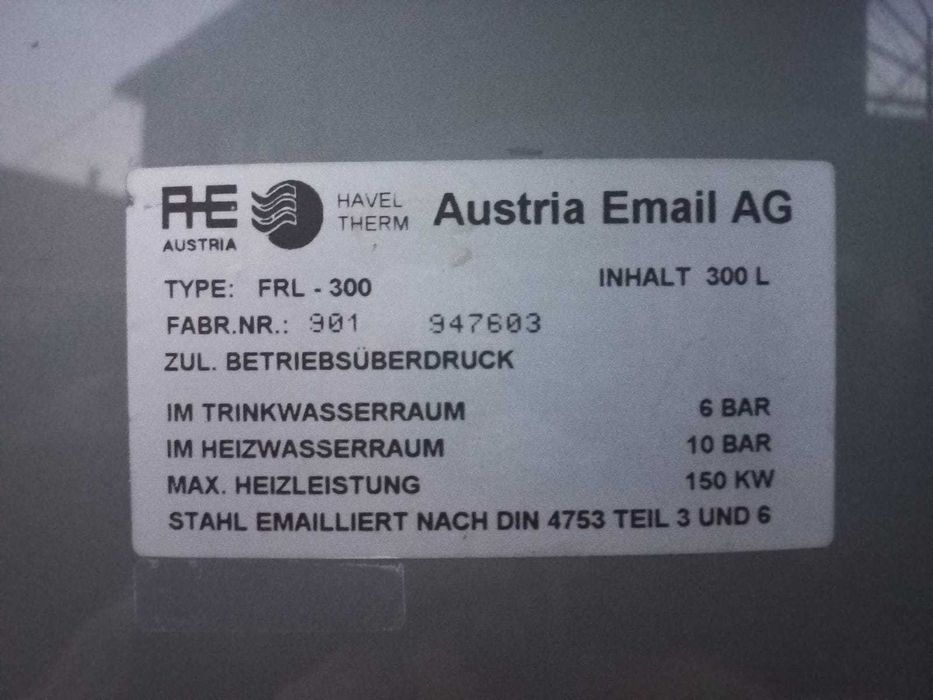 AE
AUSTRIA
HAVEL
THERM
Austria Email AG
TYPE: FRL - 300
INHALT 300 L
FABR.NR.: 901 947603
ZUL. BETRIEBSÜBERDRUCK
IM TRINKWASSERRAUM 6 BAR
IM HEIZWASSERRAUM 10 BAR
MAX. HEIZLEISTUNG 150 KW
STAHL EMAILLIERT NACH DIN 4753 TEIL 3 UND 6